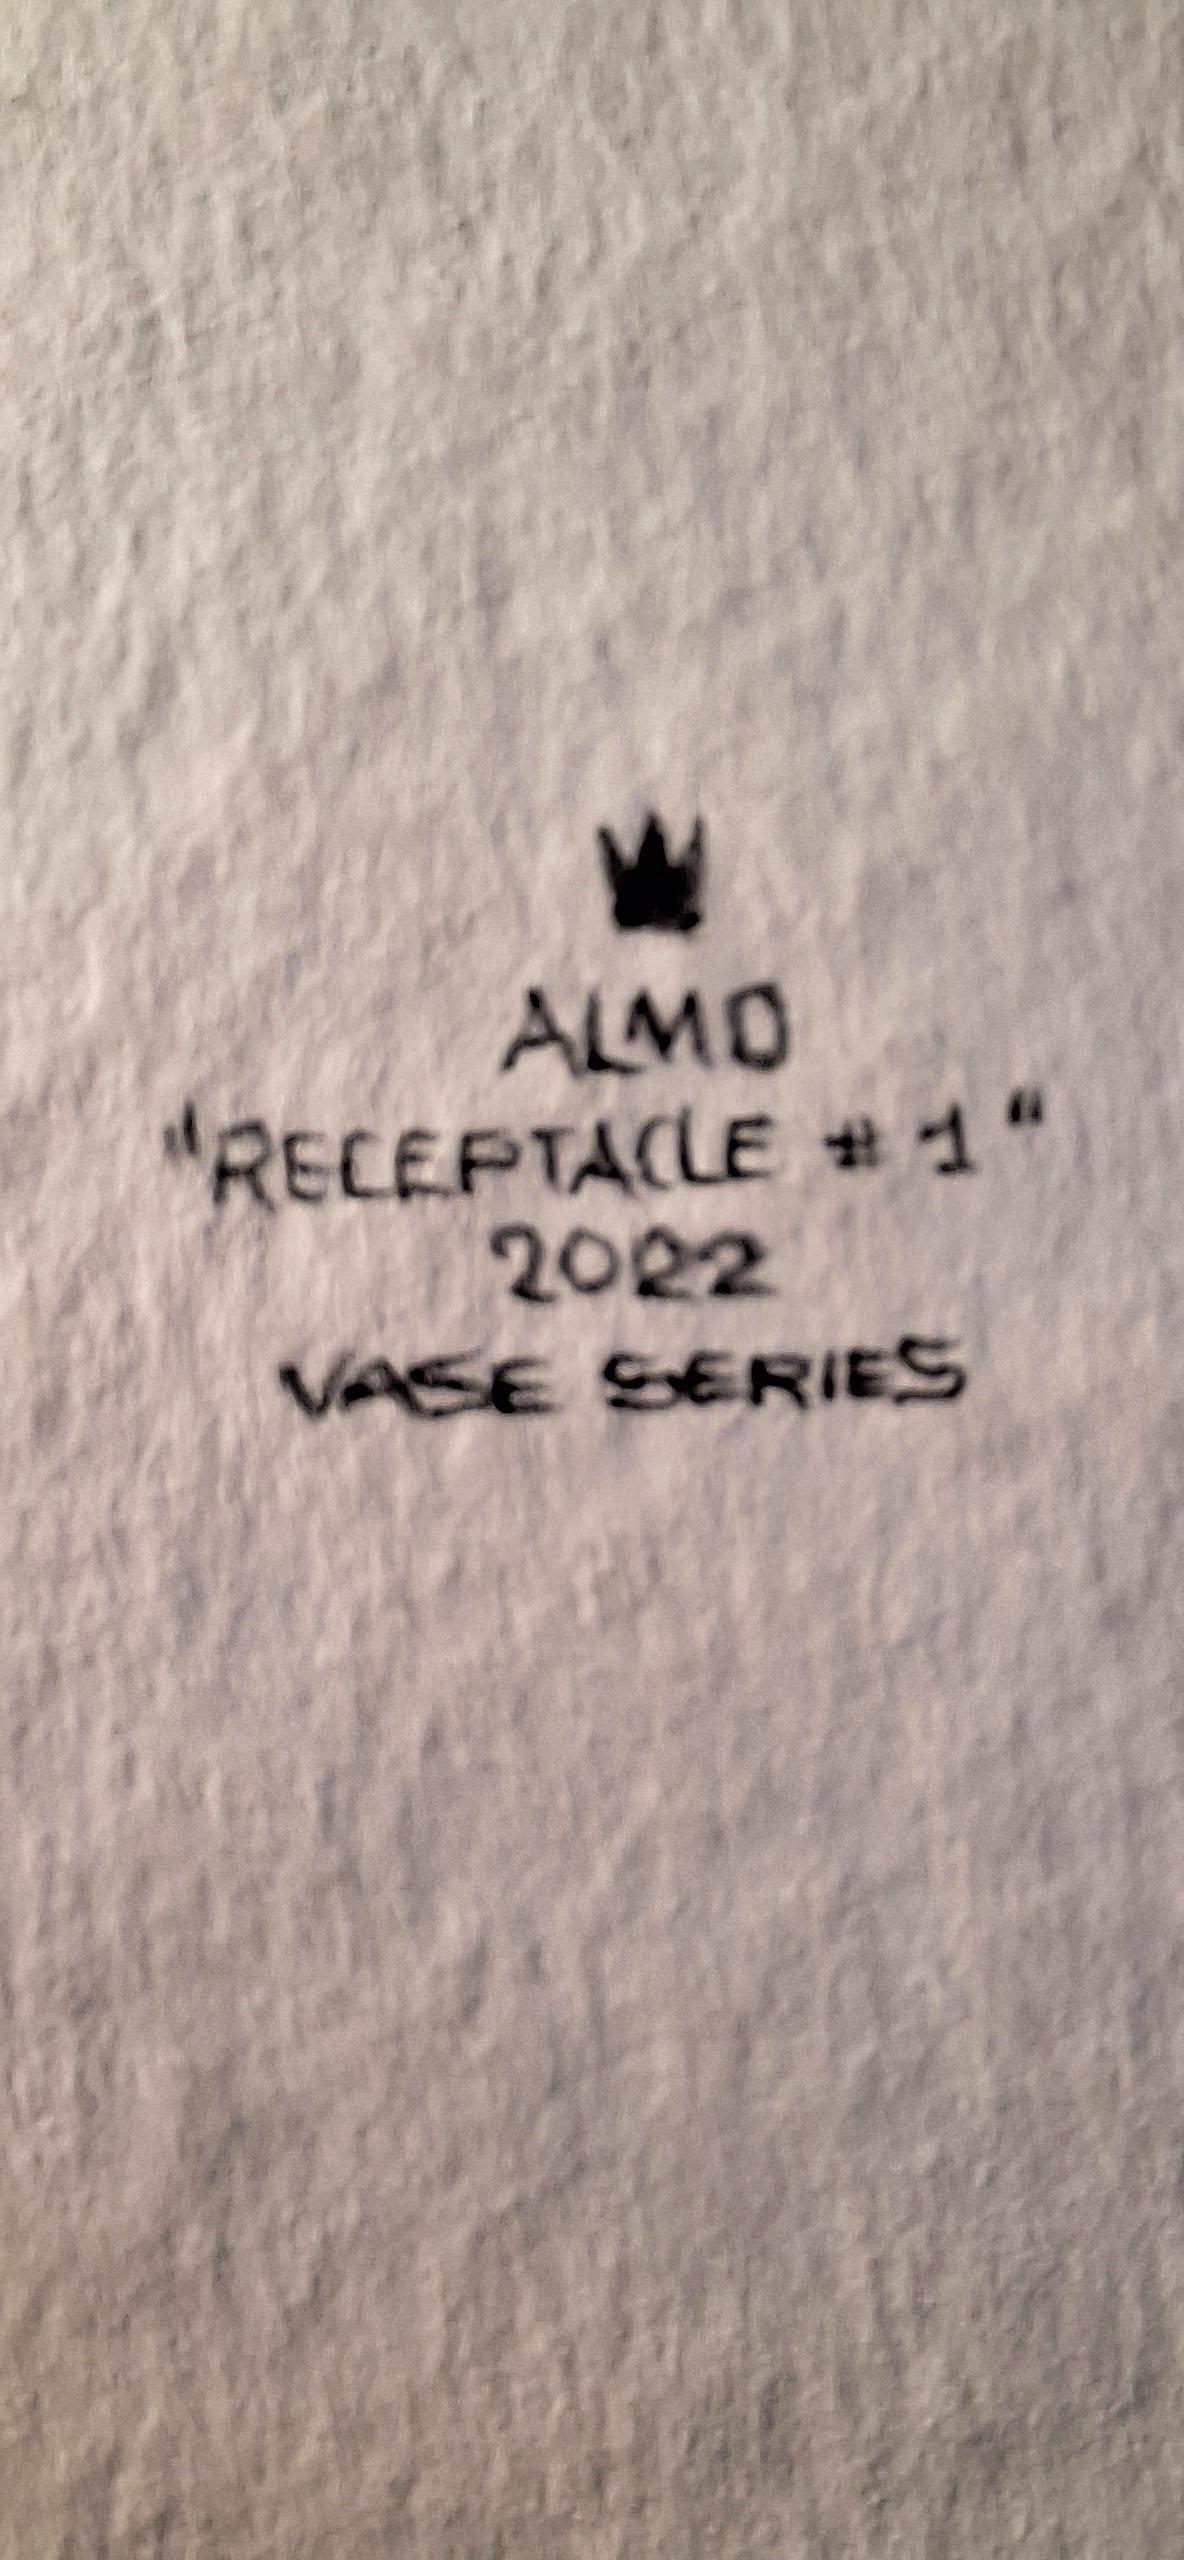 ALMO
"RECEPTACLE #1"
2022
VASE SERIES